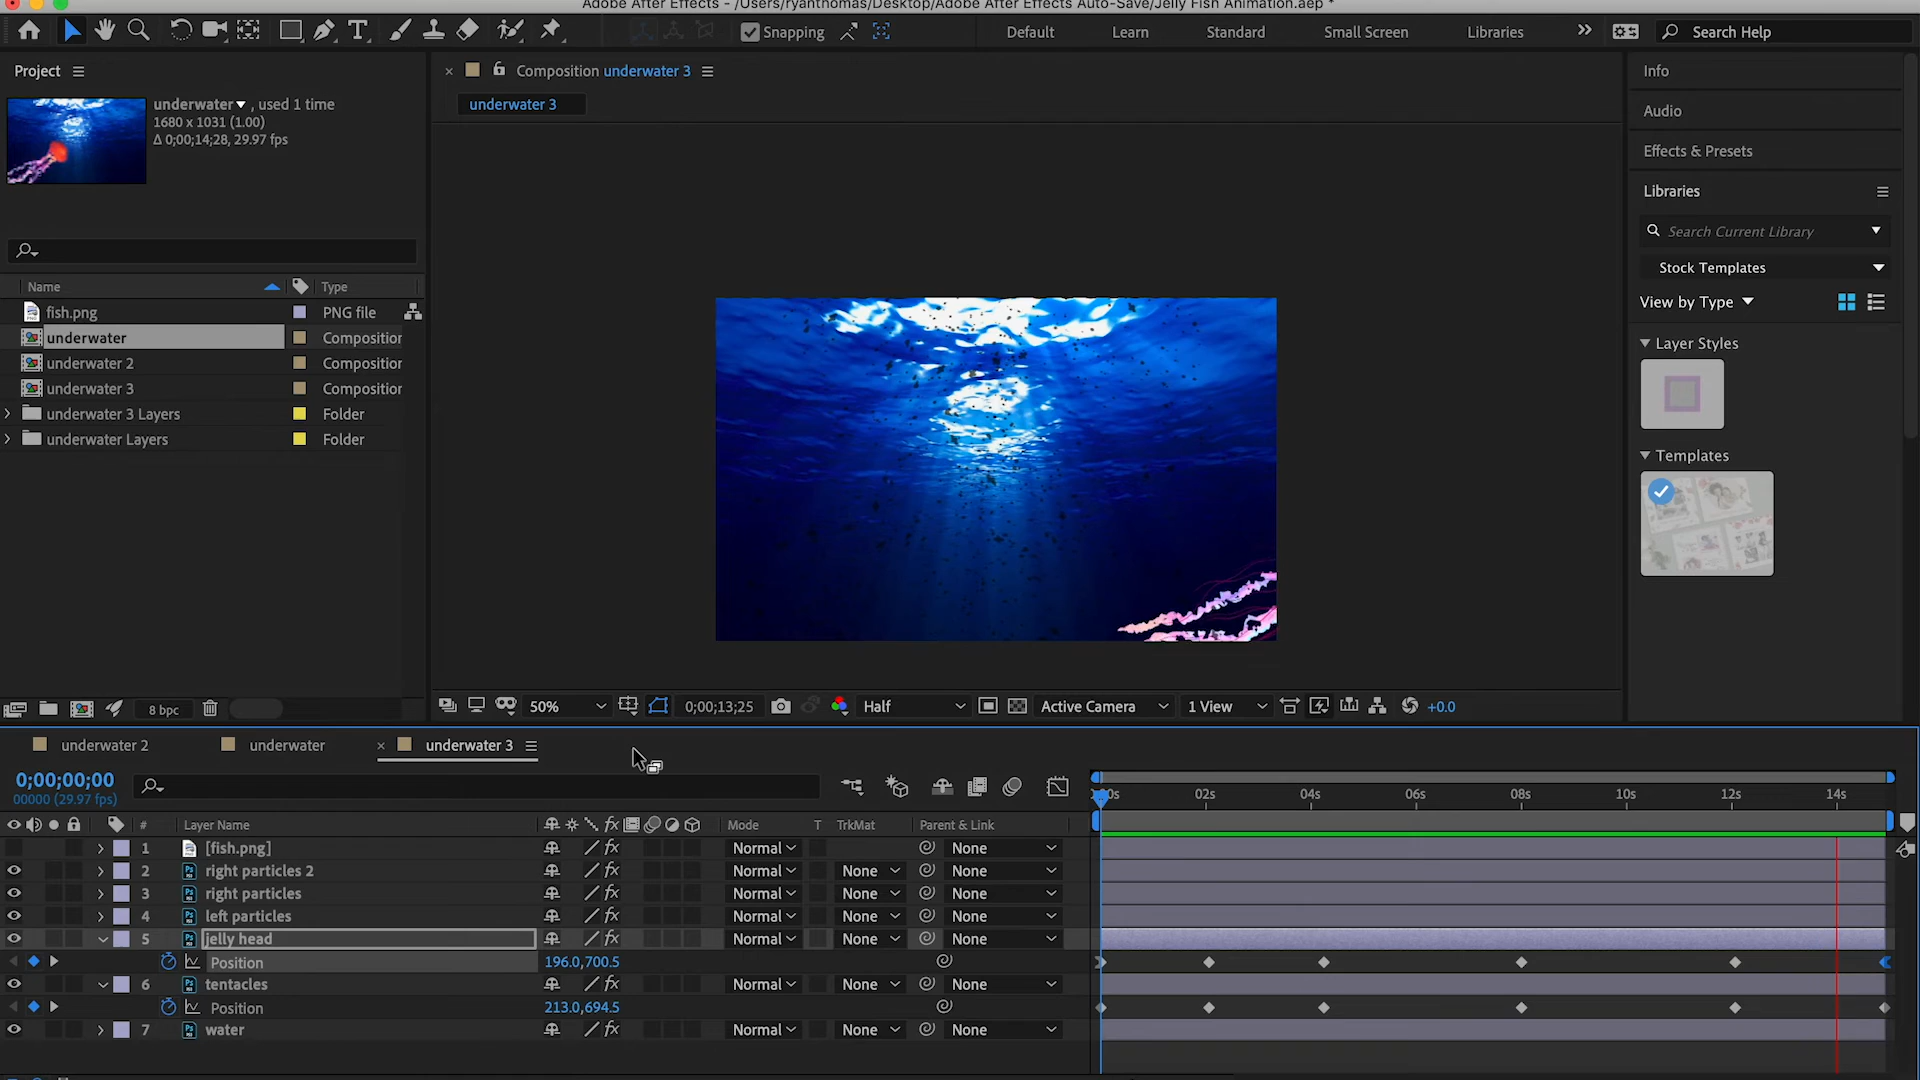 Adobe After Effects - /Users/ryanthomas/Desktop/Adobe After Effects Auto-Save/Jelly Fish Animation.aep *
Snapping
Default
Learn
Standard
Small Screen
Libraries
Search Help
Project
Composition underwater 3
underwater 3
underwater , used 1 time
1680 x 1031 (1.00)
Δ 0;00;14;28, 29.97 fps
Name
Type
fish.png
PNG file
underwater
Composition
underwater 2
Composition
underwater 3
Composition
underwater 3 Layers
Folder
underwater Layers
Folder
8 bpc
Info
Audio
Effects & Presets
Libraries
Search Current Library
Stock Templates
View by Type
Layer Styles
Templates
50%
0;00;13;25
Half
Active Camera
1 View
+0.0
underwater 2
underwater
underwater 3
0;00;00;00
00000 (29.97 fps)
02s
04s
06s
08s
10s
12s
14s
#
Layer Name
Mode
T
TrkMat
Parent & Link
1 [fish.png] Normal None
2 right particles 2 Normal None None
3 right particles Normal None None
4 left particles Normal None None
5 jelly head Normal None None
Position 196.0,700.5
6 tentacles Normal None None
Position 213.0,694.5
7 water Normal None None